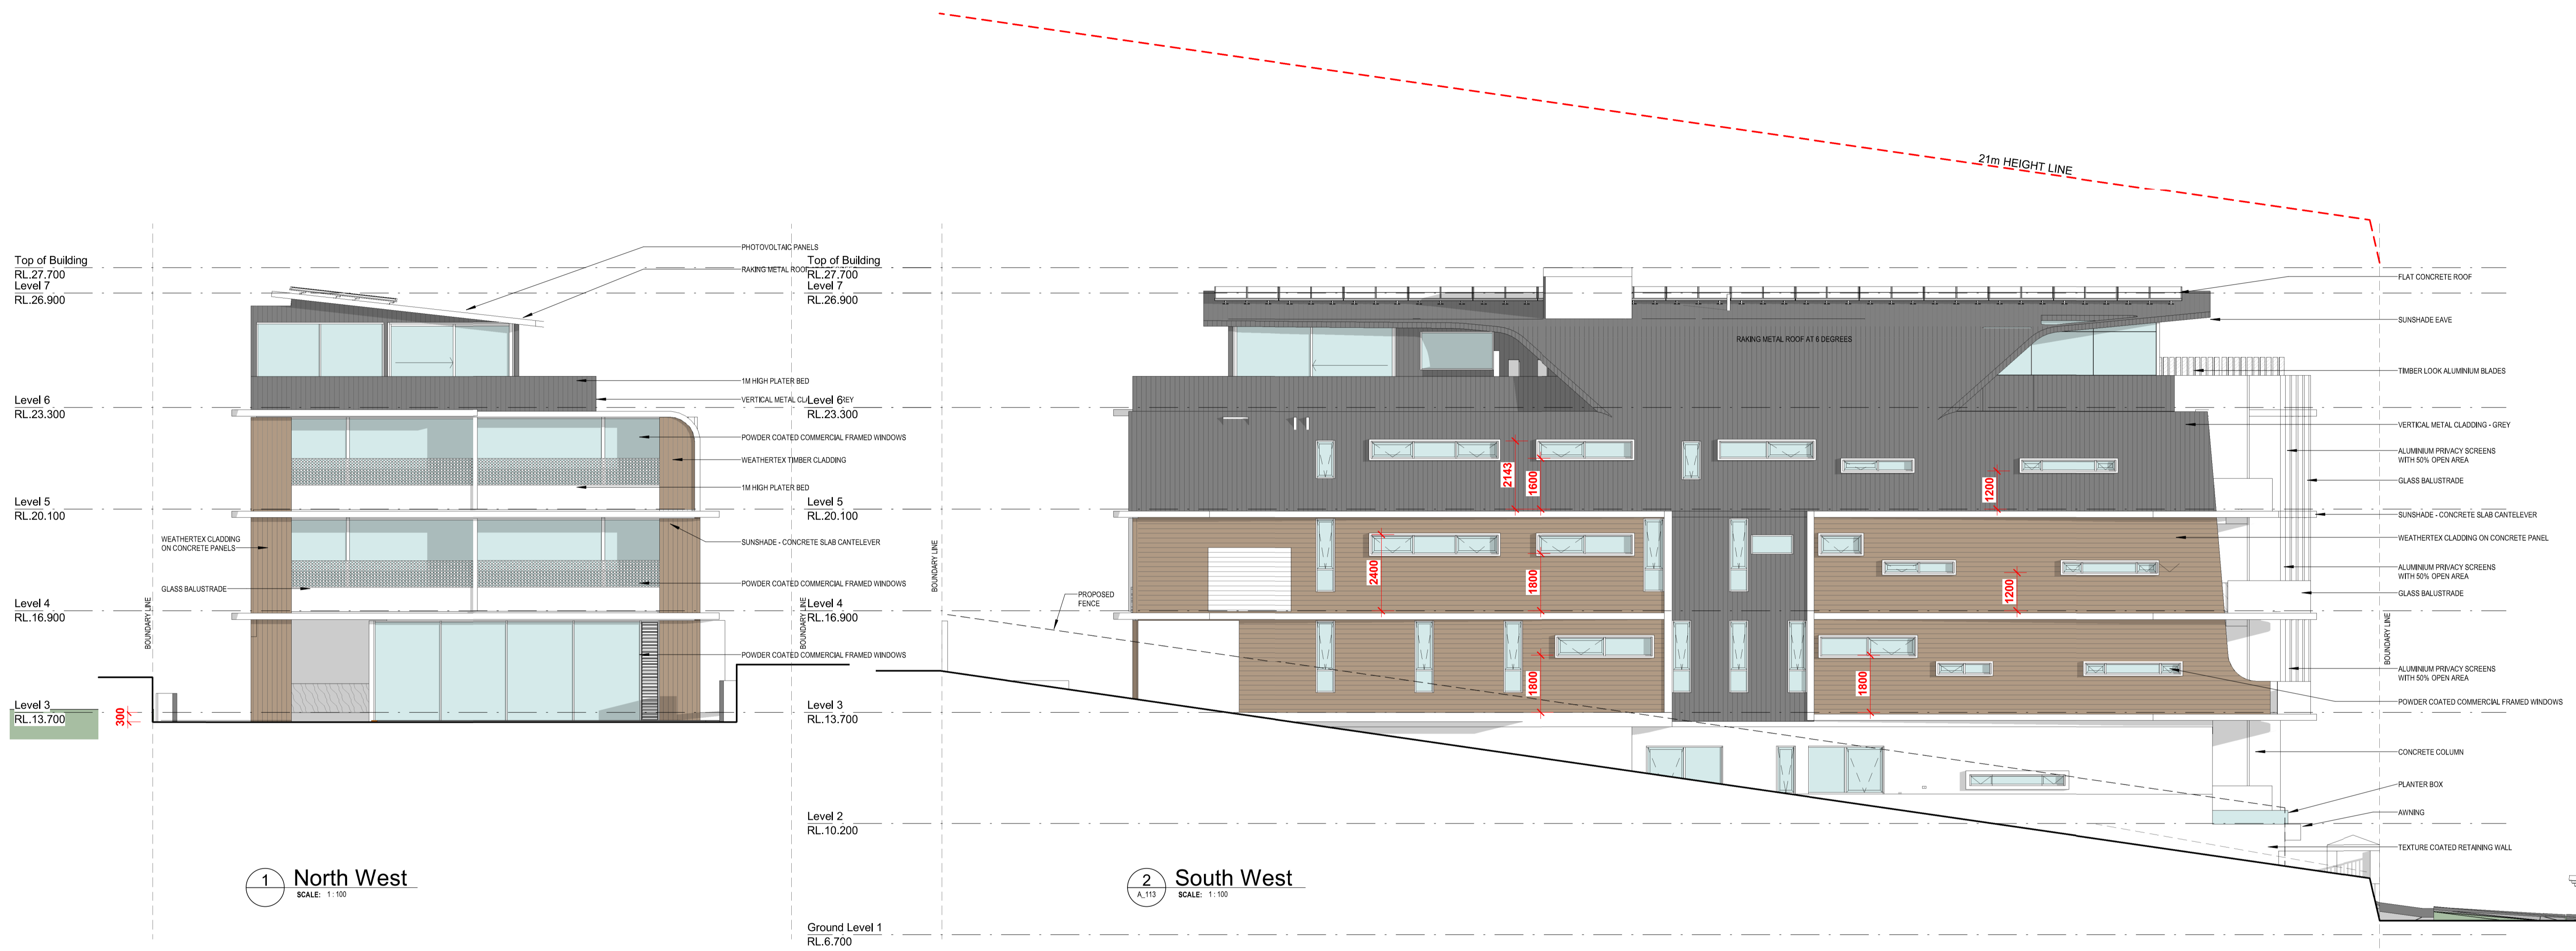 21m HEIGHT LINE
Top of Building
RL.27.700
Level 7
RL.26.900
Level 6
RL.23.300
Level 5
RL.20.100
Level 4
RL.16.900
Level 3
RL.13.700
300
BOUNDARY LINE
WEATHERTEX CLADDING
ON CONCRETE PANELS
GLASS BALUSTRADE
PHOTOVOLTAIC PANELS
RAKING METAL ROOF
1M HIGH PLATER BED
VERTICAL METAL
POWDER COATED COMMERCIAL FRAMED WINDOWS
WEATHERTEX TIMBER CLADDING
1M HIGH PLATER BED
SUNSHADE - CONCRETE SLAB CANTELEVER
POWDER COATED COMMERCIAL FRAMED WINDOWS
POWDER COATED COMMERCIAL FRAMED WINDOWS
BOUNDARY LINE
1
North West
SCALE: 1 : 100
Top of Building
RL.27.700
Level 7
RL.26.900
Level 6
RL.23.300
Level 5
RL.20.100
Level 4
RL.16.900
Level 3
RL.13.700
Level 2
RL.10.200
Ground Level 1
RL.6.700
BOUNDARY LINE
PROPOSED
FENCE
RAKING METAL ROOF AT 6 DEGREES
2143
1600
1200
2400
1800
1200
1800
1800
FLAT CONCRETE ROOF
SUNSHADE EAVE
TIMBER LOOK ALUMINIUM BLADES
VERTICAL METAL CLADDING - GREY
ALUMINIUM PRIVACY SCREENS
WITH 50% OPEN AREA
GLASS BALUSTRADE
SUNSHADE - CONCRETE SLAB CANTELEVER
WEATHERTEX CLADDING ON CONCRETE PANEL
ALUMINIUM PRIVACY SCREENS
WITH 50% OPEN AREA
GLASS BALUSTRADE
BOUNDARY LINE
ALUMINIUM PRIVACY SCREENS
WITH 50% OPEN AREA
POWDER COATED COMMERCIAL FRAMED WINDOWS
CONCRETE COLUMN
PLANTER BOX
AWNING
TEXTURE COATED RETAINING WALL
2
A_113
South West
SCALE: 1 : 100